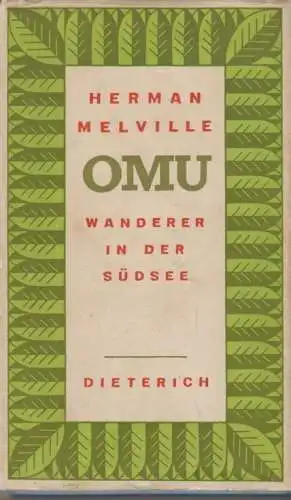 HERMAN
MELVILLE
OMU
WANDERER
IN DER
SÜDSEE
DIETERICH